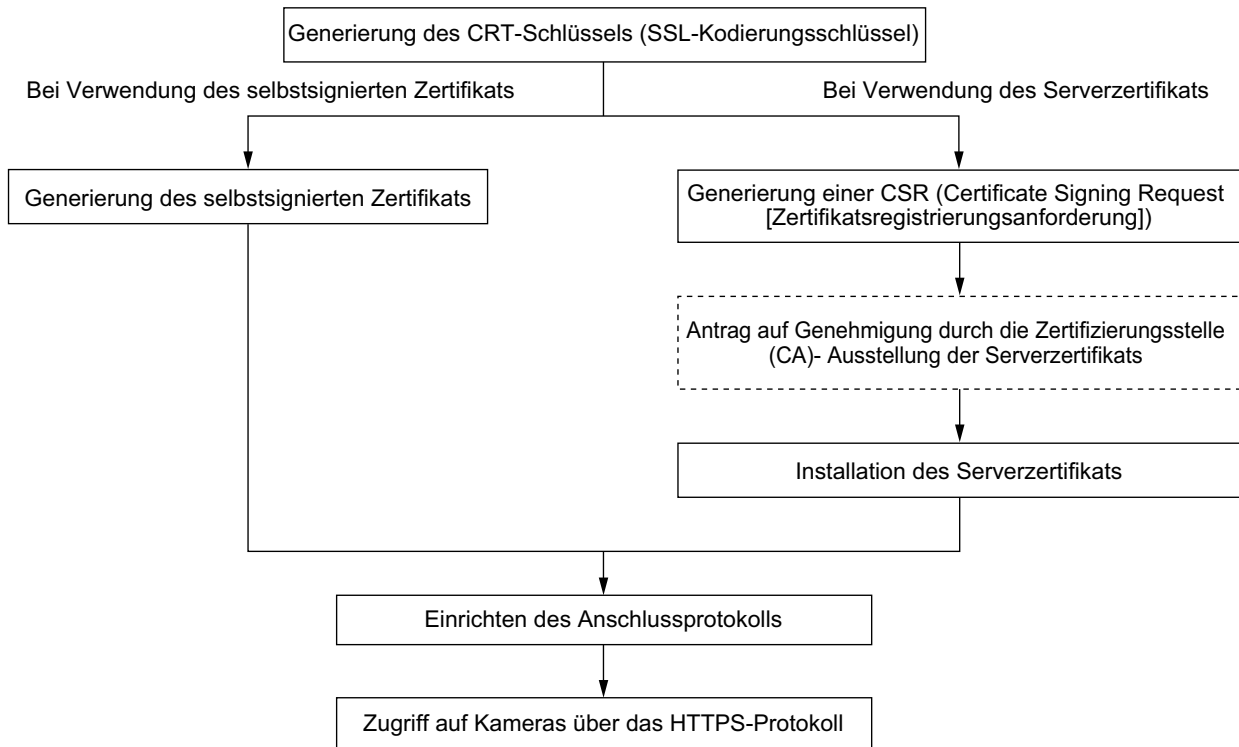 Generierung des CRT-Schlüssels (SSL-Kodierungsschlüssel)
Bei Verwendung des selbstsignierten Zertifikats
Bei Verwendung des Serverzertifikats
Generierung des selbstsignierten Zertifikats
Generierung einer CSR (Certificate Signing Request
[Zertifikatsregistrierungsanforderung])
Antrag auf Genehmigung durch die Zertifizierungsstelle
(CA)- Ausstellung der Serverzertifikats
Installation des Serverzertifikats
Einrichten des Anschlussprotokolls
Zugriff auf Kameras über das HTTPS-Protokoll